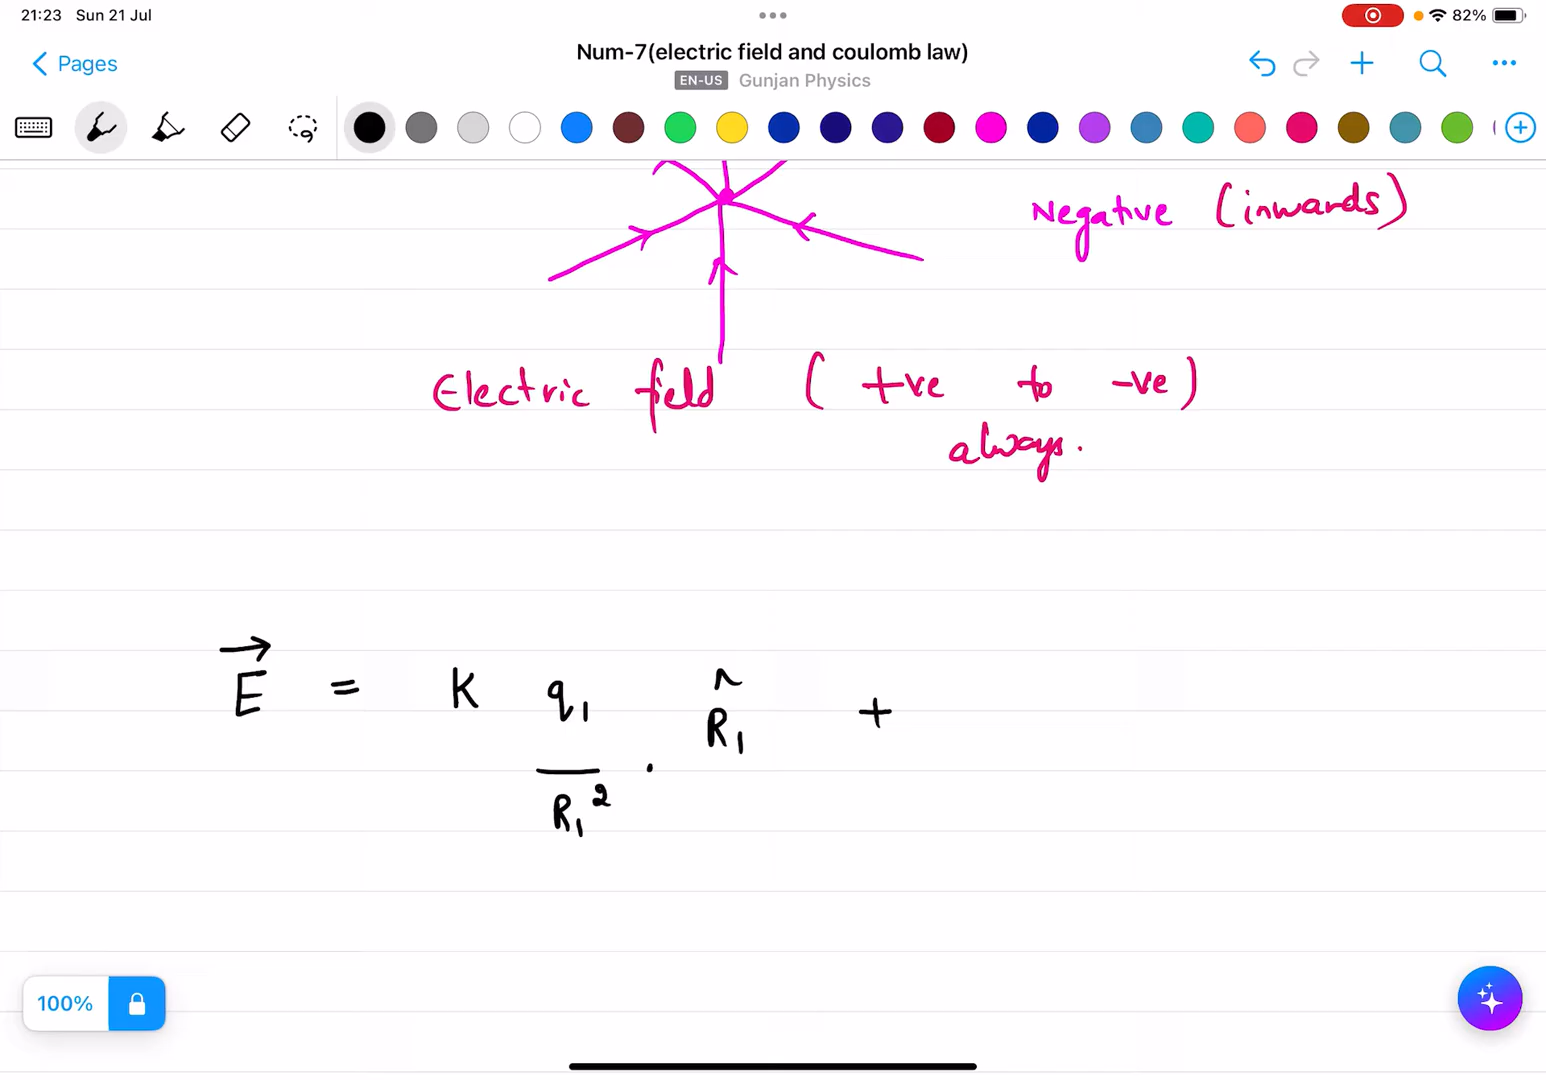 21:23 Sun 21 Jul
82%
Pages
Num-7(electric field and coulomb law)
EN-US Gunjan Physics
Negative (inwards)
Electric field ( +ve to -ve )
always.
E⃗ = K q₁ / R₁² · R̂₁ +
100%